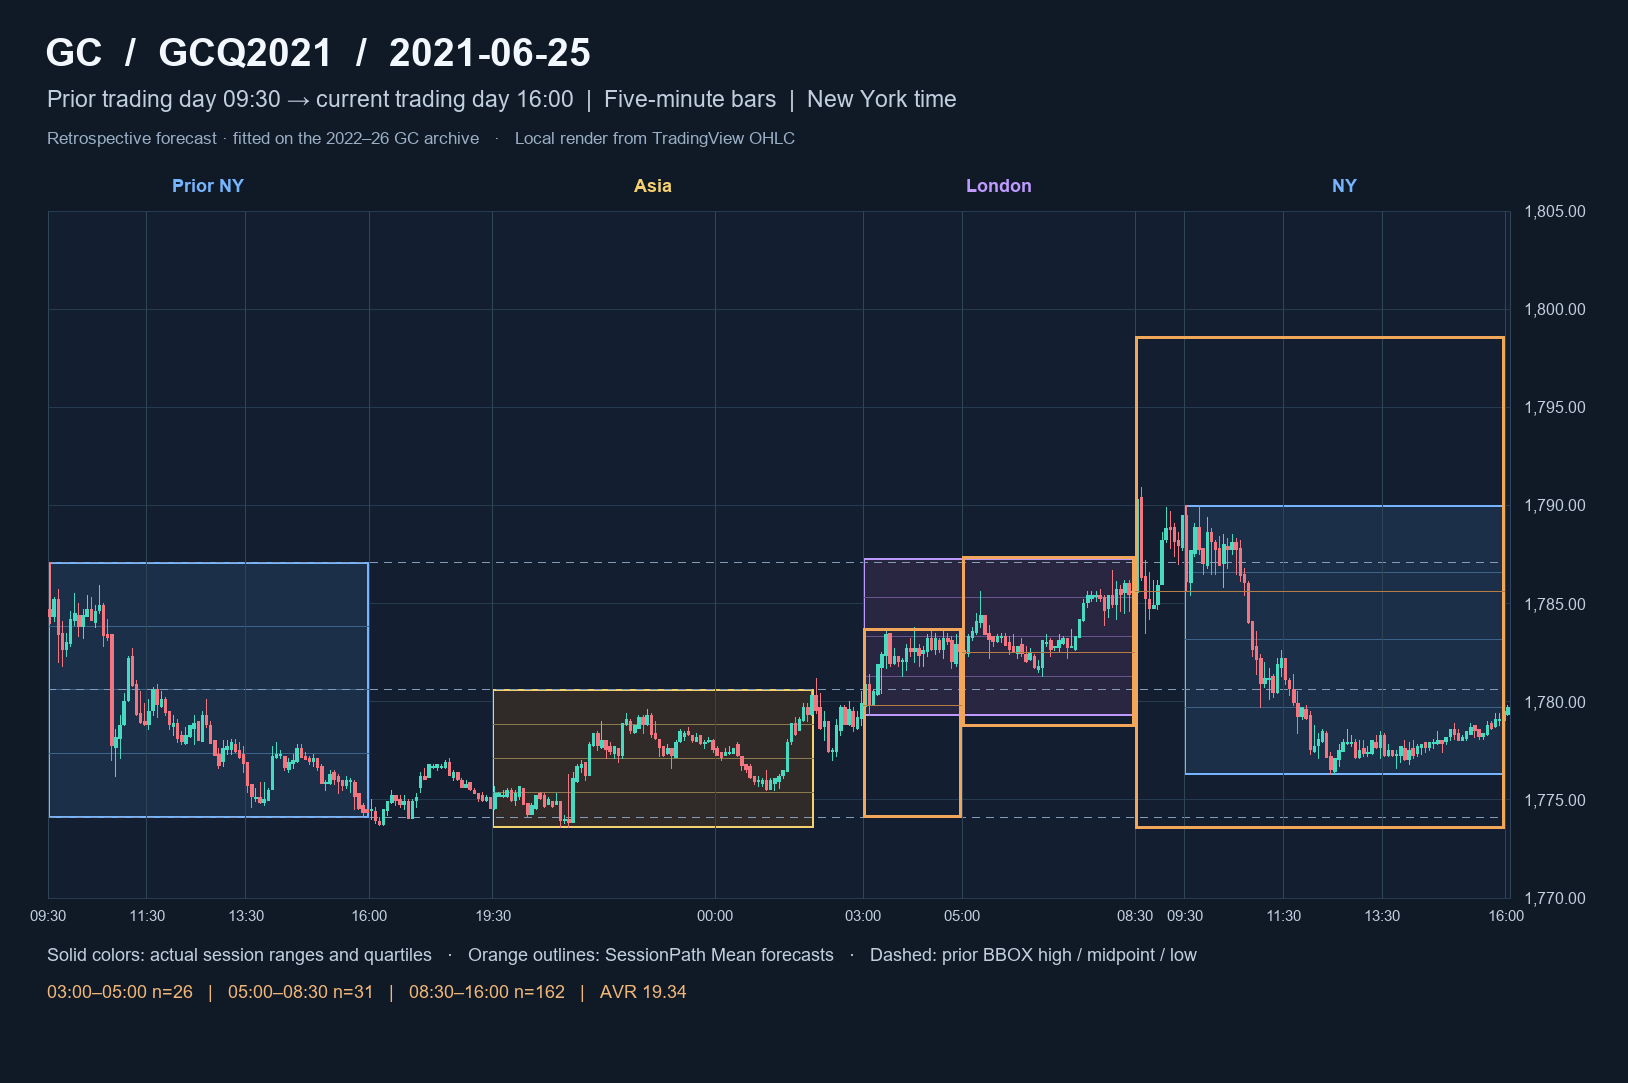 GC / GCQ2021 / 2021-06-25
Prior trading day 09:30 → current trading day 16:00 | Five-minute bars | New York time
Retrospective forecast · fitted on the 2022–26 GC archive · Local render from TradingView OHLC
Prior NY Asia London NY
1,805.00
1,800.00
1,795.00
1,790.00
1,785.00
1,780.00
1,775.00
1,770.00
09:30 11:30 13:30 16:00 19:30 00:00 03:00 05:00 08:30 09:30 11:30 13:30 16:00
Solid colors: actual session ranges and quartiles · Orange outlines: SessionPath Mean forecasts · Dashed: prior BBOX high / midpoint / low
03:00–05:00 n=26 | 05:00–08:30 n=31 | 08:30–16:00 n=162 | AVR 19.34